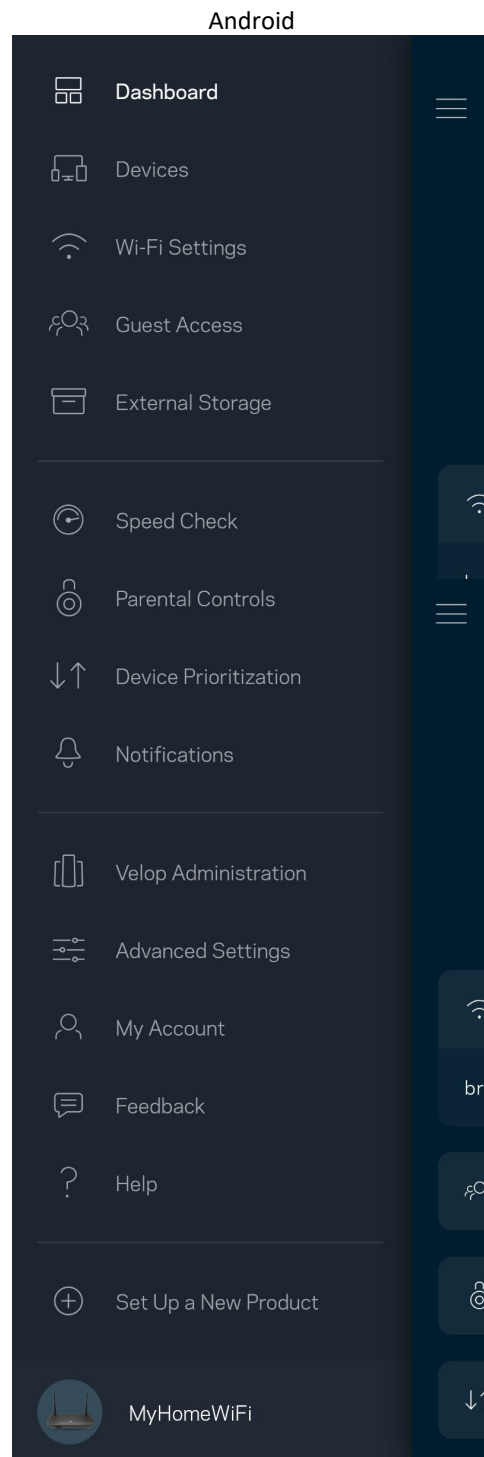 Android
Dashboard
Devices
Wi-Fi Settings
Guest Access
External Storage
Speed Check
Parental Controls
Device Prioritization
Notifications
Velop Administration
Advanced Settings
My Account
Feedback
Help
Set Up a New Product
MyHomeWiFi
br